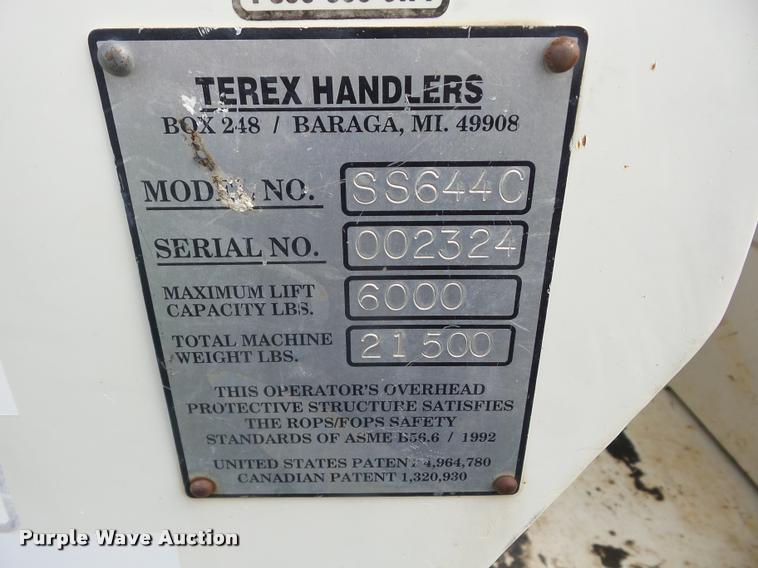 TEREX HANDLERS
BOX 248 / BARAGA, MI. 49908
MODEL NO. SS644C
SERIAL NO. 002324
MAXIMUM LIFT
CAPACITY LBS. 6000
TOTAL MACHINE
WEIGHT LBS. 21500
THIS OPERATOR'S OVERHEAD
PROTECTIVE STRUCTURE SATISFIES
THE ROPS/FOPS SAFETY
STANDARDS OF ASME B56.6 / 1992
UNITED STATES PATENT 4,964,780
CANADIAN PATENT 1,320,930
Purple Wave Auction